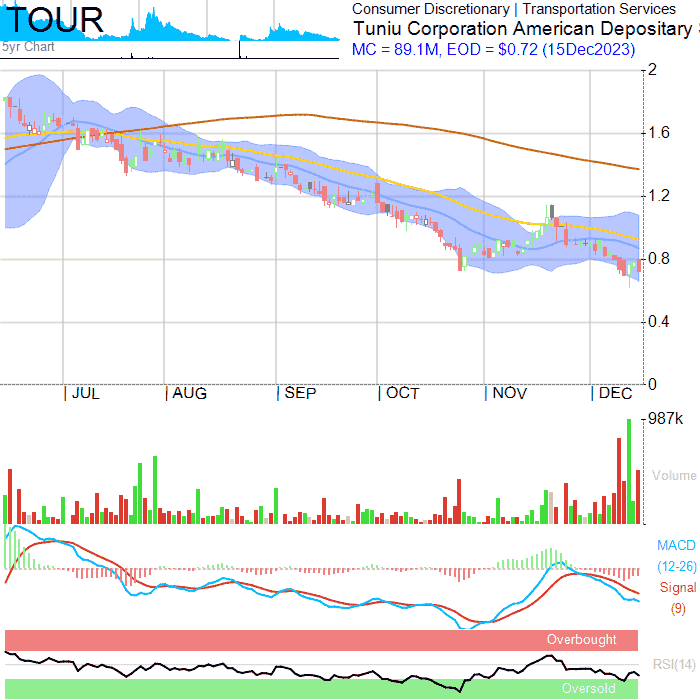 TOUR
5yr Chart
Consumer Discretionary | Transportation Services
Tuniu Corporation American Depositary
MC = 89.1M, EOD = $0.72 (15Dec2023)
2
1.6
1.2
0.8
0.4
0
JUL AUG SEP OCT NOV DEC
987k
Volume
MACD
(12-26)
Signal
(9)
Overbought
RSI(14)
Oversold